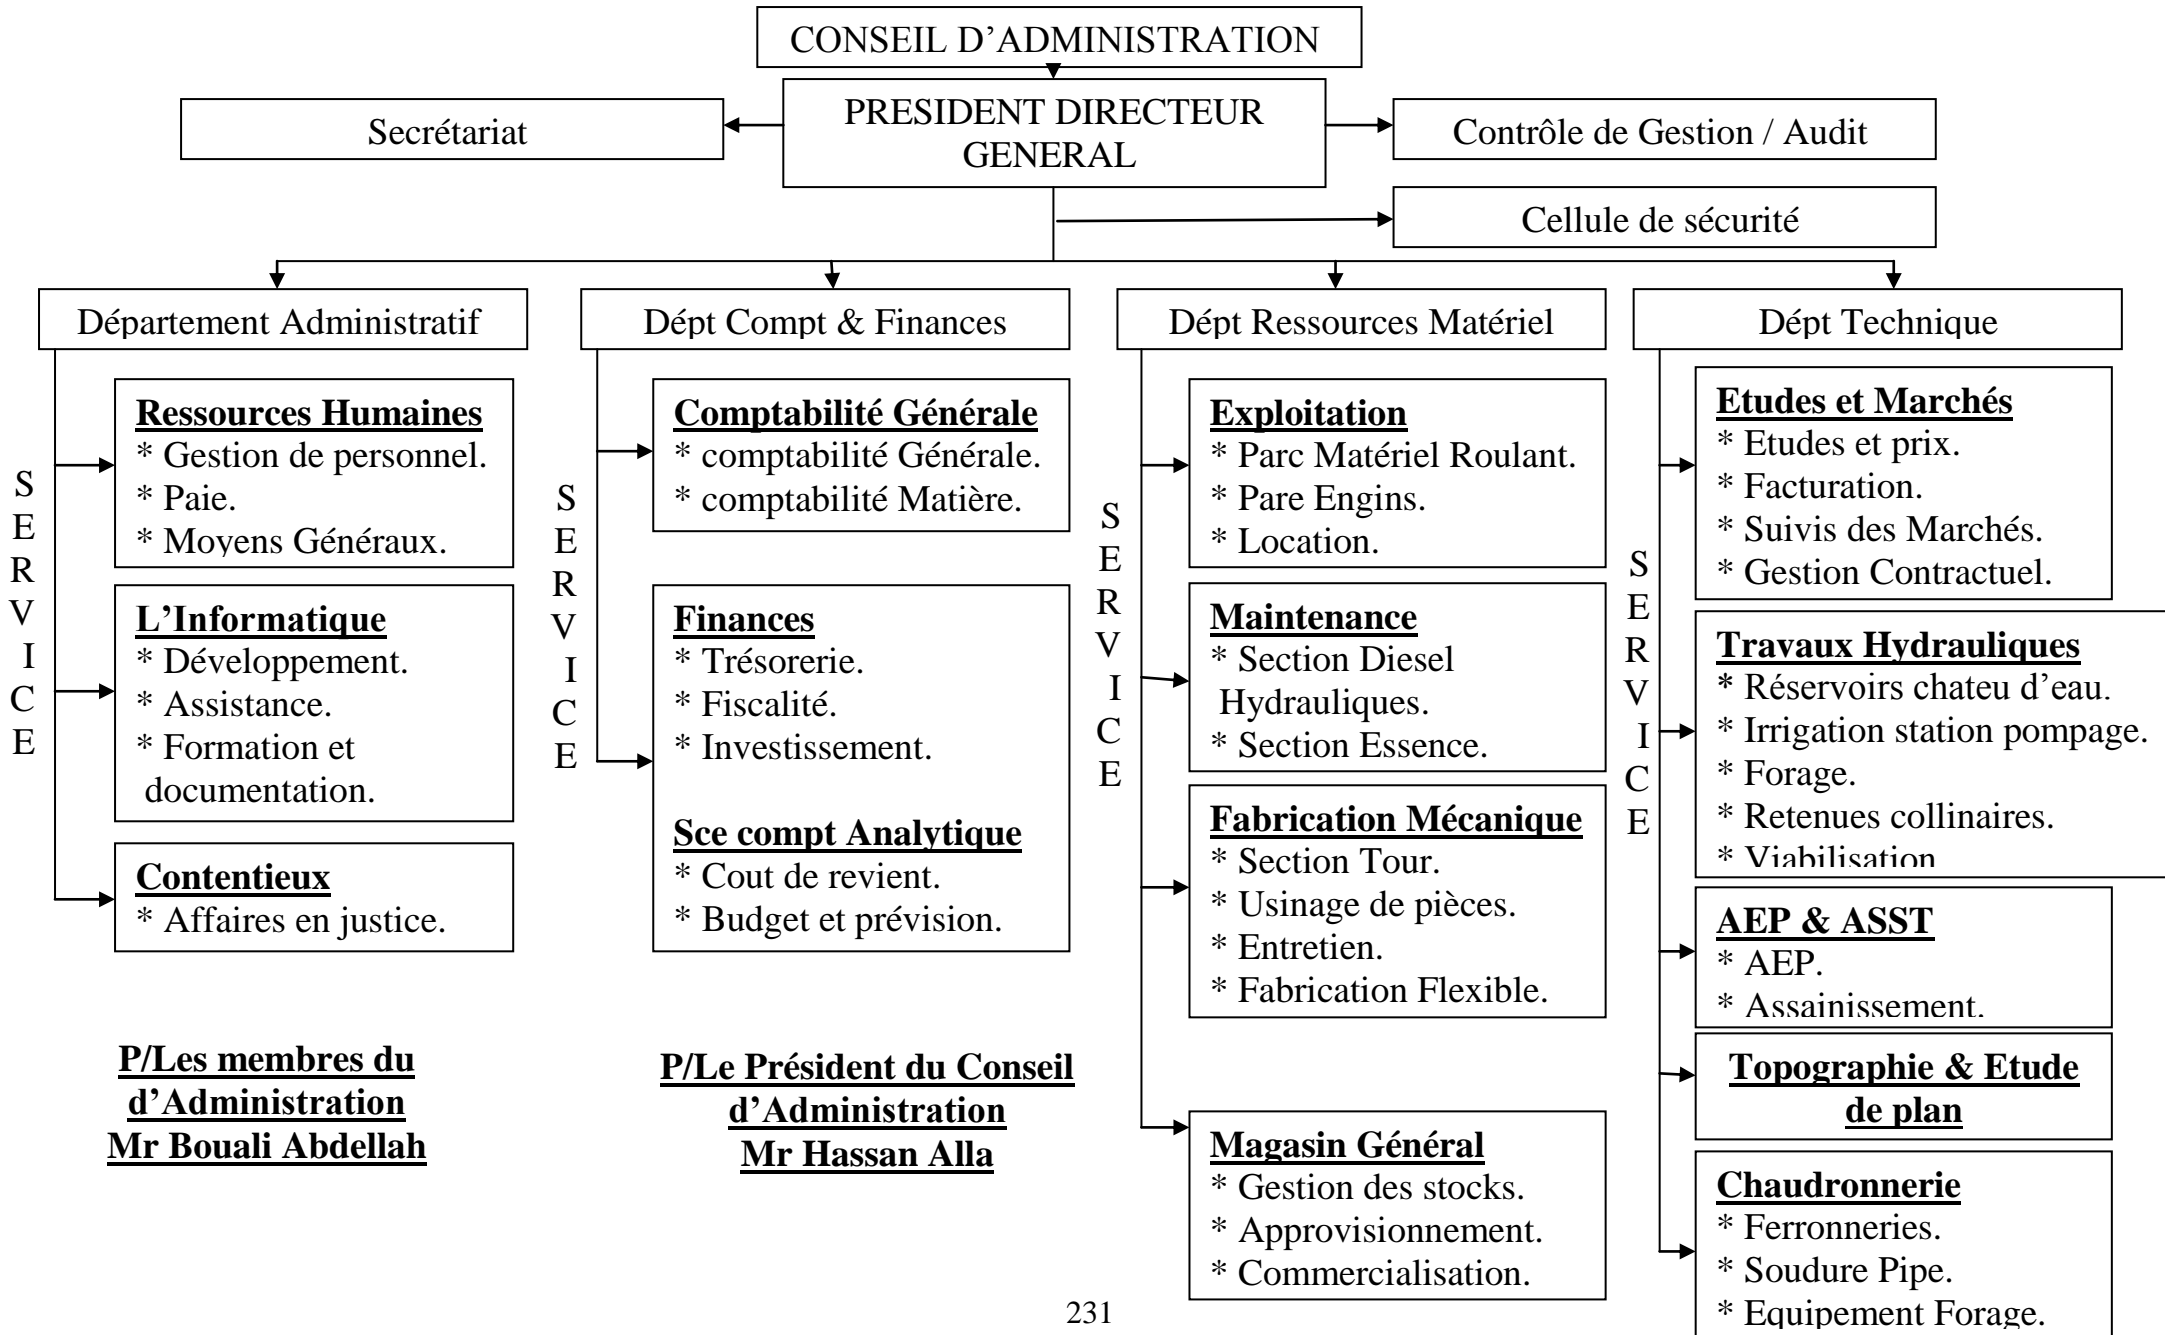 CONSEIL D’ADMINISTRATION
PRESIDENT DIRECTEUR
GENERAL
Secrétariat
Contrôle de Gestion / Audit
Cellule de sécurité
Département Administratif
Dépt Compt & Finances
Dépt Ressources Matériel
Dépt Technique
S
E
R
V
I
C
E
Ressources Humaines
* Gestion de personnel.
* Paie.
* Moyens Généraux.
L’Informatique
* Développement.
* Assistance.
* Formation et
documentation.
Contentieux
* Affaires en justice.
S
E
R
V
I
C
E
Comptabilité Générale
* comptabilité Générale.
* comptabilité Matière.
Finances
* Trésorerie.
* Fiscalité.
* Investissement.
Sce compt Analytique
* Cout de revient.
* Budget et prévision.
S
E
R
V
I
C
E
Exploitation
* Parc Matériel Roulant.
* Pare Engins.
* Location.
Maintenance
* Section Diesel
Hydrauliques.
* Section Essence.
Fabrication Mécanique
* Section Tour.
* Usinage de pièces.
* Entretien.
* Fabrication Flexible.
Magasin Général
* Gestion des stocks.
* Approvisionnement.
* Commercialisation.
S
E
R
V
I
C
E
Etudes et Marchés
* Etudes et prix.
* Facturation.
* Suivis des Marchés.
* Gestion Contractuel.
Travaux Hydrauliques
* Réservoirs chateu d’eau.
* Irrigation station pompage.
* Forage.
* Retenues collinaires.
* Viabilisation
AEP & ASST
* AEP.
* Assainissement.
Topographie & Etude
de plan
Chaudronnerie
* Ferronneries.
* Soudure Pipe.
* Equipement Forage.
P/Les membres du
d’Administration
Mr Bouali Abdellah
P/Le Président du Conseil
d’Administration
Mr Hassan Alla
231